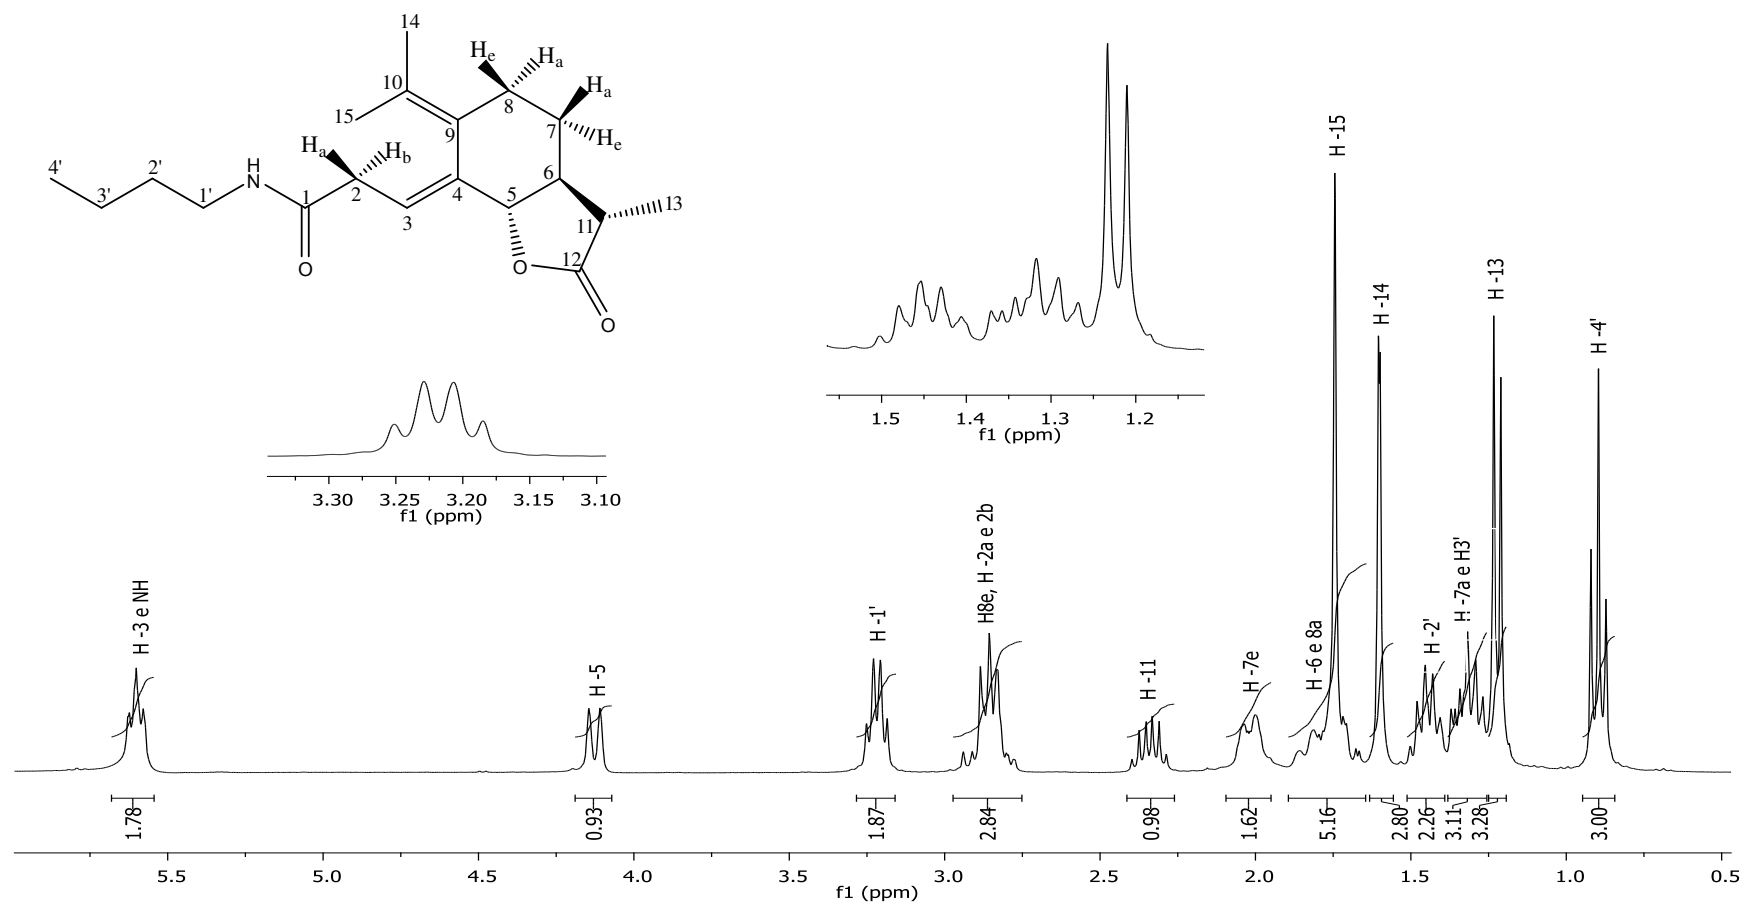 14
He
Ha
10
Ha
15
8
9
7
He
Ha
Hb
4'
2'
H
N
6
3'
1'
1
2
3
4
5
11
13
O
O
12
O
1.5
1.4
1.3
1.2
f1 (ppm)
3.30
3.25
3.20
3.15
3.10
f1 (ppm)
H -3 e NH
H -5
H -1'
H8e, H -2a e 2b
H -11
H -7e
H -6 e 8a
H -15
H -14
H -2'
H -7a e H3'
H -13
H -4'
1.78
0.93
1.87
2.84
0.98
1.62
5.16
2.80
2.26
3.11
3.28
3.00
5.5
5.0
4.5
4.0
3.5
3.0
2.5
2.0
1.5
1.0
0.5
f1 (ppm)